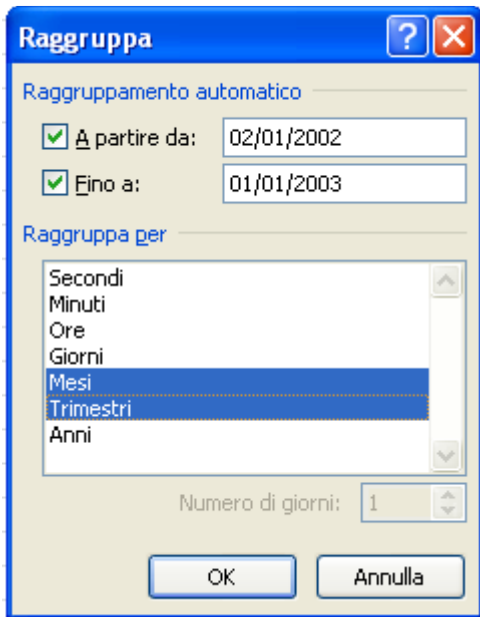 Raggruppa
Raggruppamento automatico
A partire da: 02/01/2002
Fino a: 01/01/2003
Raggruppa per
Secondi
Minuti
Ore
Giorni
Mesi
Trimestri
Anni
Numero di giorni: 1
OK Annulla